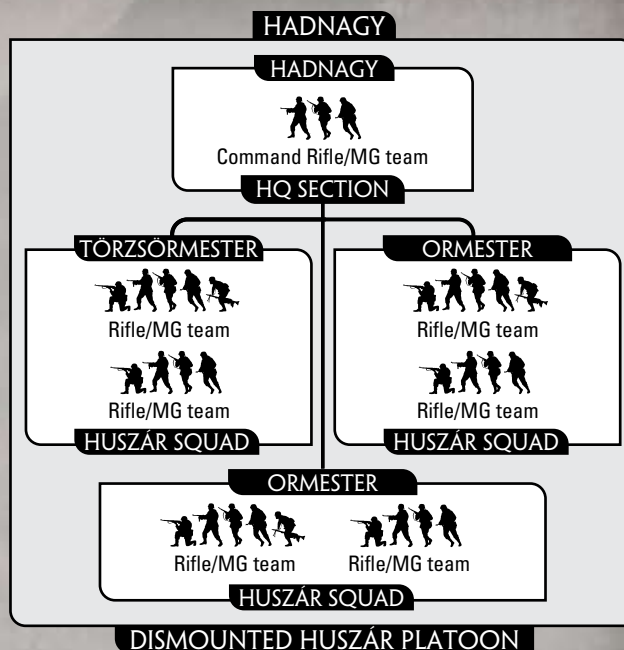 HADNAGY
HADNAGY
Command Rifle/MG team
HQ SECTION
TÖRZSÖRMESTER
Rifle/MG team
Rifle/MG team
HUSZÁR SQUAD
ORMESTER
Rifle/MG team
Rifle/MG team
HUSZÁR SQUAD
ORMESTER
Rifle/MG team Rifle/MG team
HUSZÁR SQUAD
DISMOUNTED HUSZÁR PLATOON